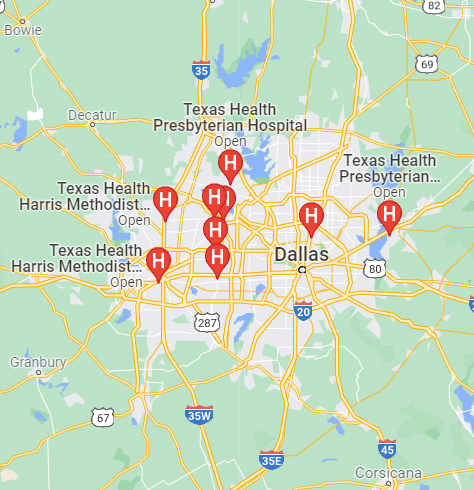 82
Bowie
69
35
Texas Health
Presbyterian Hospital
Open
Decatur
Texas Health
Presbyterian...
Open
Texas Health
Harris Methodist...
Open
Texas Health
Harris Methodist...
Open
H
H
H
H
H
H
H
H
H
Dallas
80
20
287
Granbury
67
35W
35E
45
Corsicana